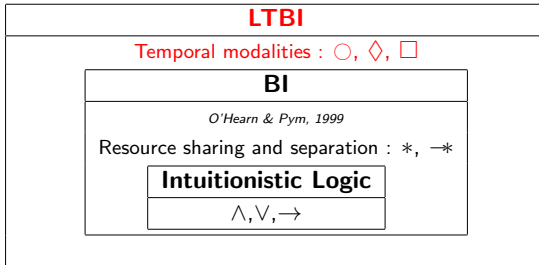 LTBI
Temporal modalities : ○, ◇, □
BI
O'Hearn & Pym, 1999
Resource sharing and separation : ∗, −∗
Intuitionistic Logic
∧,∨,→